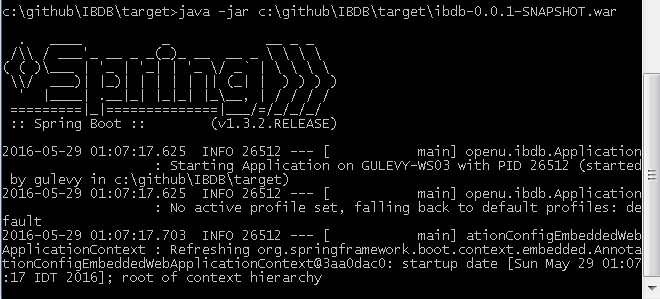 c:\github\IBDB\target>java -jar c:\github\IBDB\target\ibdb-0.0.1-SNAPSHOT.war
Spring
:: Spring Boot :: (v1.3.2.RELEASE)
2016-05-29 01:07:17.625 INFO 26512 --- [ main] openu.ibdb.Application
: Starting Application on GULEVY-WS03 with PID 26512 (started
by gulevy in c:\github\IBDB\target)
2016-05-29 01:07:17.625 INFO 26512 --- [ main] openu.ibdb.Application
: No active profile set, falling back to default profiles: de
fault
2016-05-29 01:07:17.703 INFO 26512 --- [ main] ationConfigEmbeddedWeb
ApplicationContext : Refreshing org.springframework.boot.context.embedded.Annota
tionConfigEmbeddedWebApplicationContext@3aa0dac0: startup date [Sun May 29 01:07
:17 IDT 2016]; root of context hierarchy